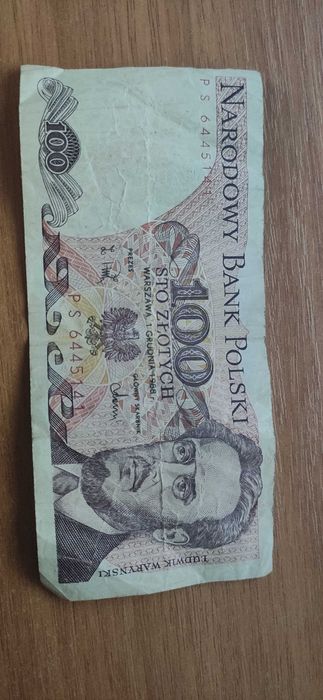 NARODOWY BANK POLSKI
PS 6445141
100
STO ZŁOTYCH
WARSZAWA, 1 GRUDNIA 1988 r.
PREZES
GŁÓWNY SKARBNIK
100
PS 6445141
LUDWIK WARYŃSKI